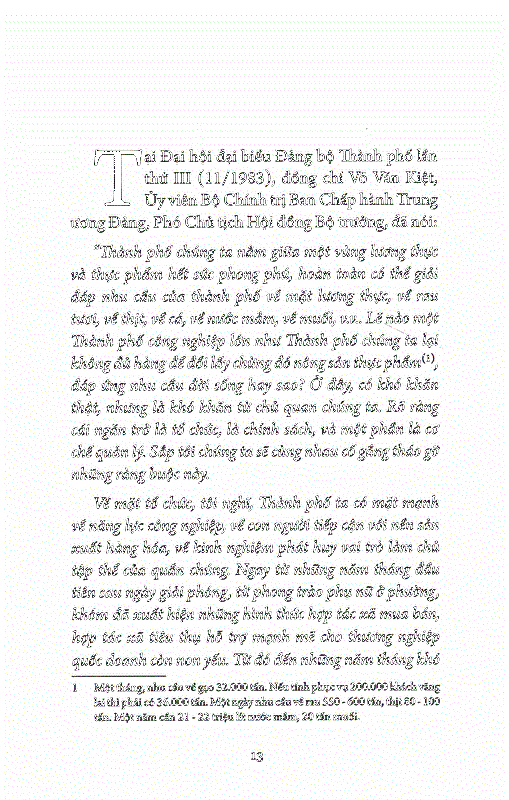 Tại Đại hội đại biểu Đảng bộ Thành phố lần
thứ III (11/1983), đồng chí Võ Văn Kiệt,
Ủy viên Bộ Chính trị Ban Chấp hành Trung
ương Đảng, Phó Chủ tịch Hội đồng Bộ trưởng, đã nói:
“Thành phố chúng ta nằm giữa một vùng lương thực
và thực phẩm hết sức phong phú, hoàn toàn có thể giải
đáp nhu cầu của thành phố về mặt lương thực, về rau
tươi, về thịt, về cá, về nước mắm, về muối, v.v.. Lẽ nào một
Thành phố công nghiệp lớn như Thành phố chúng ta lại
không đủ hàng để đổi lấy chừng đó nông sản thực phẩm(1),
đáp ứng nhu cầu đời sống hay sao? Ở đây, có khó khăn
thật, nhưng là khó khăn từ chủ quan chúng ta. Rõ ràng
cái ngăn trở là tổ chức, là chính sách, và một phần là cơ
chế quản lý. Sắp tới chúng ta sẽ cùng nhau cố gắng tháo gỡ
những ràng buộc này.
Về mặt tổ chức, tôi nghĩ, Thành phố ta có mặt mạnh
về năng lực công nghiệp, về con người tiếp cận với nền sản
xuất hàng hóa, về kinh nghiệm phát huy vai trò làm chủ
tập thể của quần chúng. Ngay từ những năm tháng đầu
tiên sau ngày giải phóng, từ phong trào phụ nữ ở phường,
khóm đã xuất hiện những hình thức hợp tác xã mua bán,
hợp tác xã tiêu thụ hỗ trợ mạnh mẽ cho thương nghiệp
quốc doanh còn non yếu. Từ đó đến những năm tháng khó
1 Một tháng, nhu cầu về gạo 32.000 tấn. Nếu tính phục vụ 200.000 khách vãng
lai thì phải có 36.000 tấn. Một ngày nhu cầu về rau 550 - 600 tấn, thịt 80 - 100
tấn. Một năm cần 21 - 22 triệu lít nước mắm, 20 tấn muối.
13